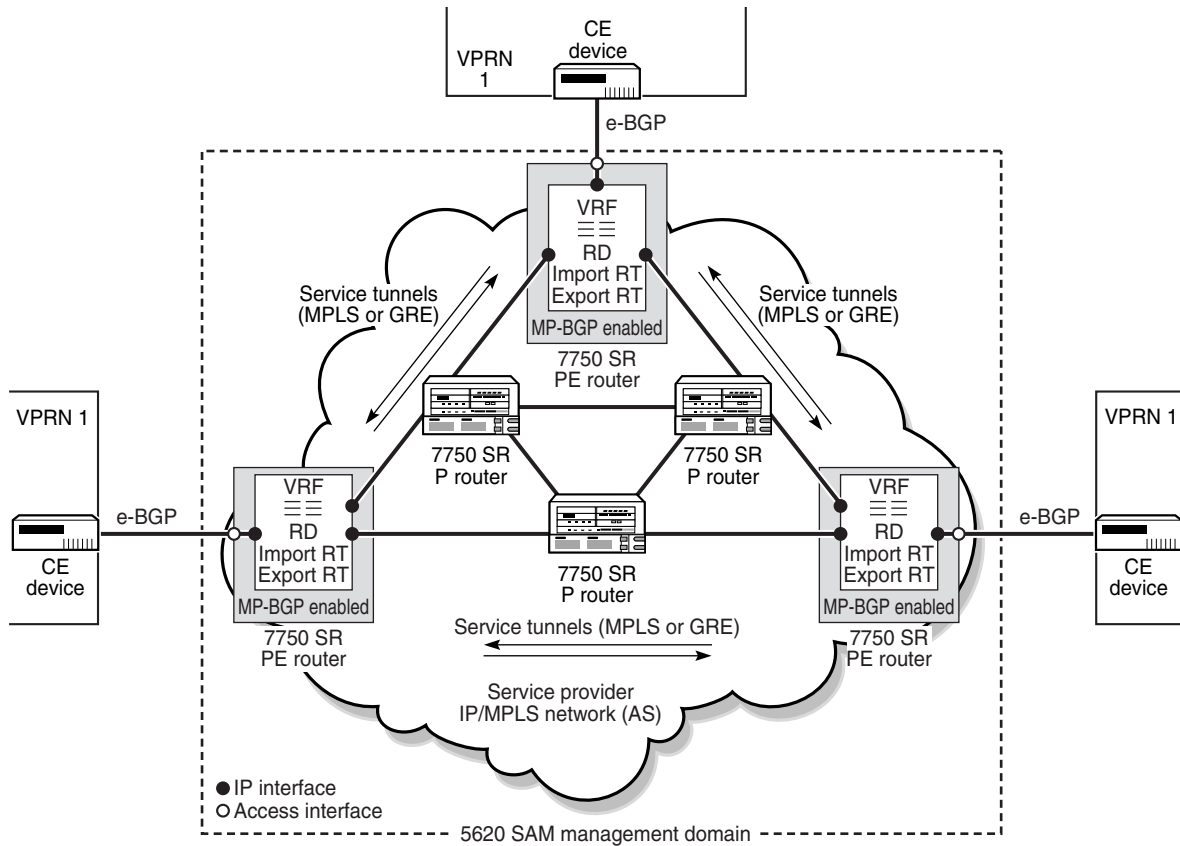 CE
device
VPRN
1
e-BGP
VRF
RD
Import RT
Export RT
MP-BGP enabled
7750 SR
PE router
Service tunnels
(MPLS or GRE)
Service tunnels
(MPLS or GRE)
7750 SR
P router
7750 SR
P router
VPRN 1
CE
device
e-BGP
VRF
RD
Import RT
Export RT
MP-BGP enabled
7750 SR
PE router
7750 SR
P router
VRF
RD
Import RT
Export RT
MP-BGP enabled
7750 SR
PE router
e-BGP
VPRN 1
CE
device
Service tunnels (MPLS or GRE)
Service provider
IP/MPLS network (AS)
IP interface
Access interface
5620 SAM management domain